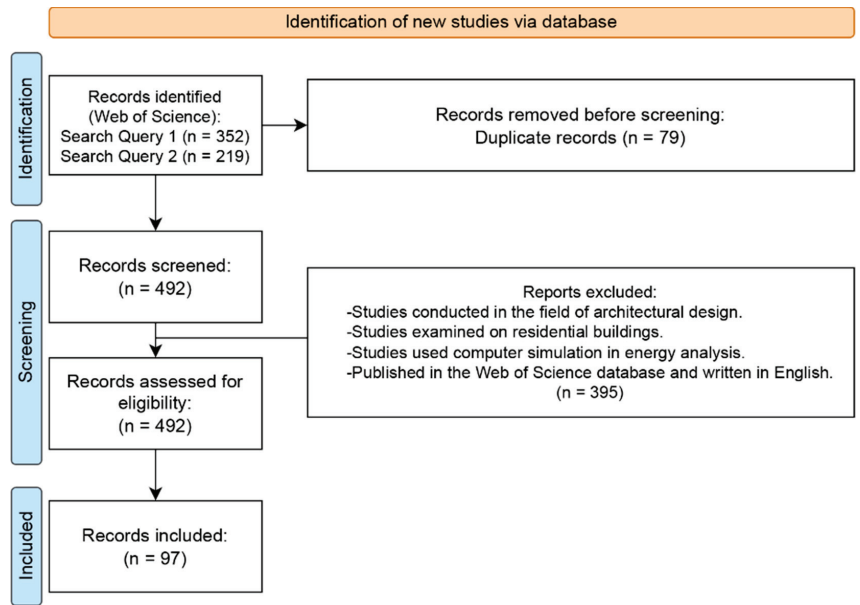 Identification of new studies via database
Identification
Records identified
(Web of Science):
Search Query 1 (n = 352)
Search Query 2 (n = 219)
Records removed before screening:
Duplicate records (n = 79)
Screening
Records screened:
(n = 492)
Reports excluded:
-Studies conducted in the field of architectural design.
-Studies examined on residential buildings.
-Studies used computer simulation in energy analysis.
-Published in the Web of Science database and written in English.
(n = 395)
Records assessed for
eligibility:
(n = 492)
Included
Records included:
(n = 97)